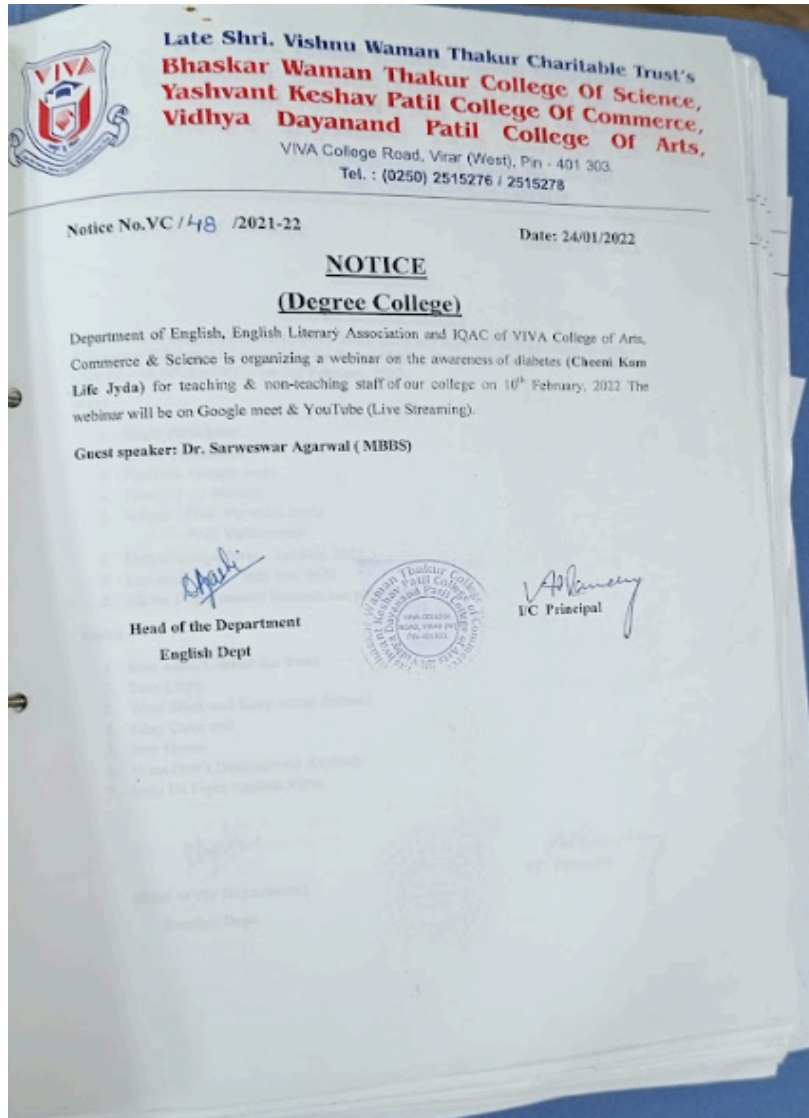 VIVA
Late Shri. Vishnu Waman Thakur Charitable Trust's
Bhaskar Waman Thakur College Of Science,
Yashvant Keshav Patil College Of Commerce,
Vidhya Dayanand Patil College Of Arts,
VIVA College Road, Virar (West), Pin - 401 303.
Tel. : (0250) 2515276 / 2515278
Notice No.VC / 48 /2021-22
Date: 24/01/2022
NOTICE
(Degree College)
Department of English, English Literary Association and IQAC of VIVA College of Arts,
Commerce & Science is organizing a webinar on the awareness of diabetes (Cheeni Kam
Life Jyda) for teaching & non-teaching staff of our college on 10th February, 2022 The
webinar will be on Google meet & YouTube (Live Streaming).
Guest speaker: Dr. Sarweswar Agarwal ( MBBS)
Head of the Department
English Dept
I/C Principal